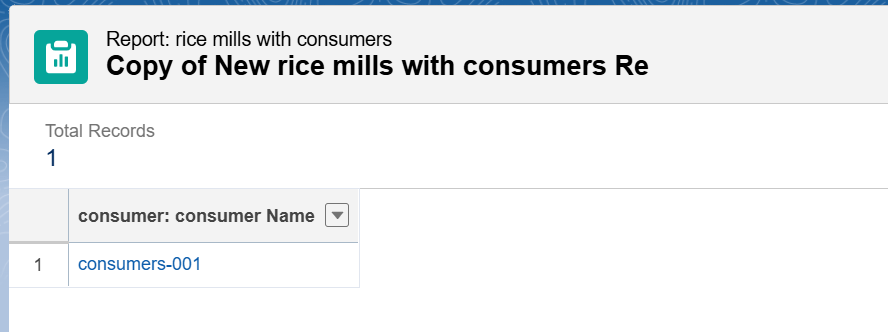 Report: rice mills with consumers
Copy of New rice mills with consumers Re
Total Records
1
consumer: consumer Name
1 consumers-001